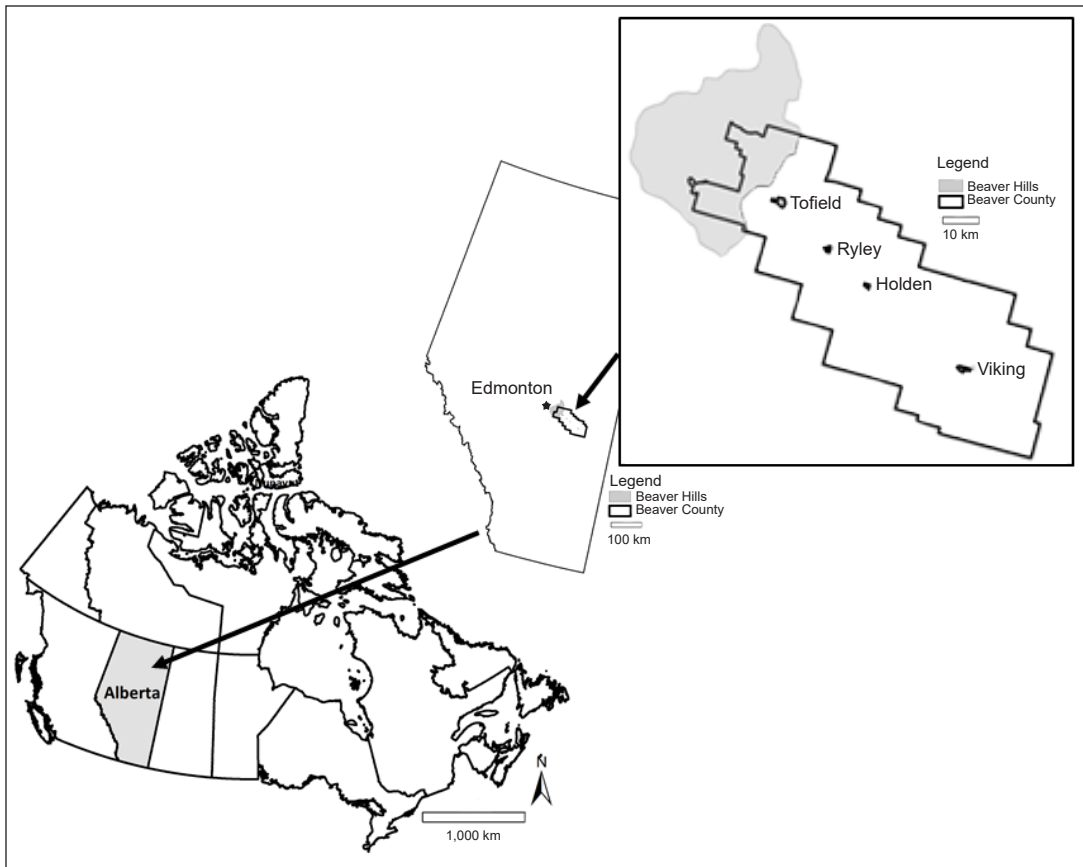 Legend
Beaver Hills
Beaver County
10 km
Tofield
Ryley
Holden
Viking
Edmonton
Legend
Beaver Hills
Beaver County
100 km
Alberta
N
1,000 km